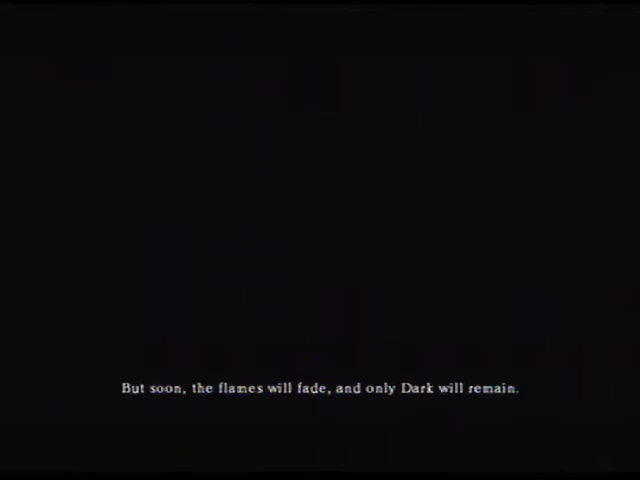 But soon, the flames will fade, and only Dark will remain.